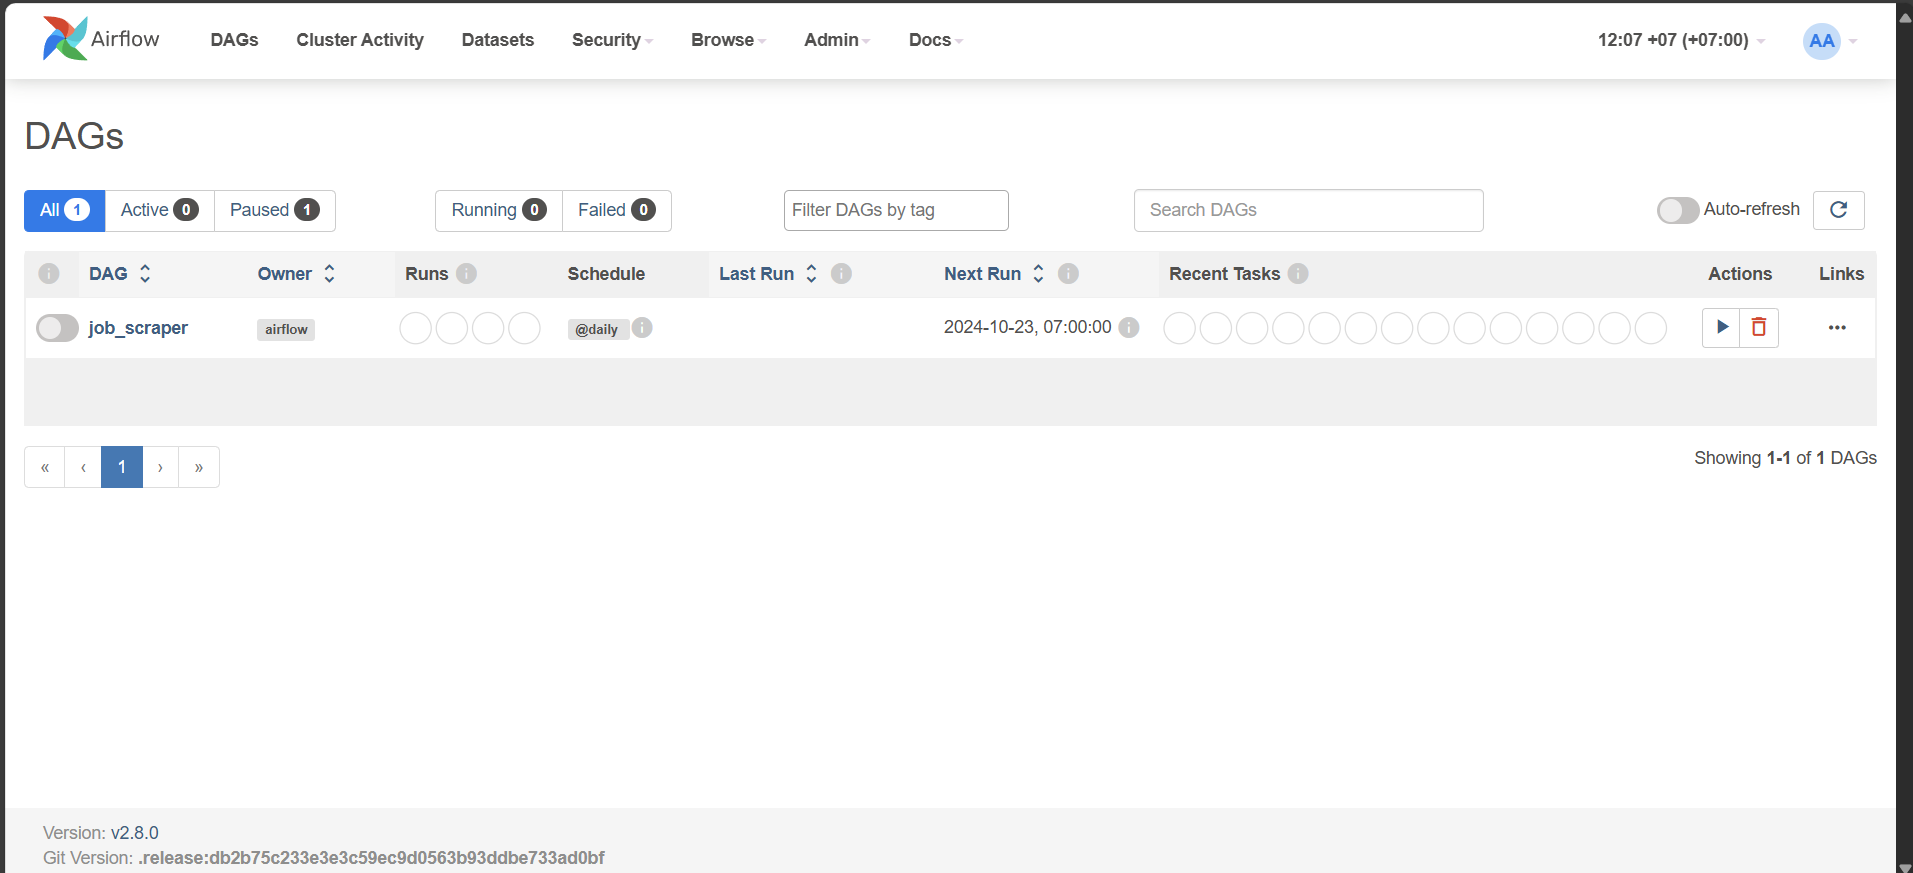 Airflow DAGs Cluster Activity Datasets Security Browse Admin Docs 12:07 +07 (+07:00) AA
DAGs
All 1 Active 0 Paused 1 Running 0 Failed 0 Filter DAGs by tag Search DAGs Auto-refresh
DAG Owner Runs Schedule Last Run Next Run Recent Tasks Actions Links
job_scraper airflow @daily 2024-10-23, 07:00:00
« ‹ 1 › » Showing 1-1 of 1 DAGs
Version: v2.8.0
Git Version: .release:db2b75c233e3e3c59ec9d0563b93ddbe733ad0bf